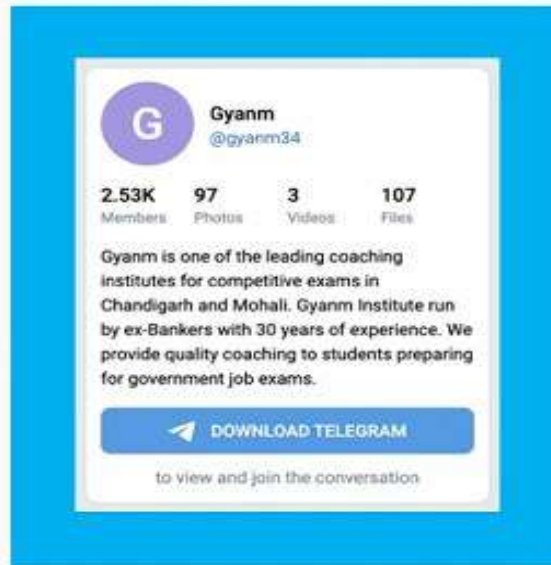 G
Gyanm
@gyanm34
2.53K 97 3 107
Members Photos Videos Files
Gyanm is one of the leading coaching
institutes for competitive exams in
Chandigarh and Mohali. Gyanm Institute run
by ex-Bankers with 30 years of experience. We
provide quality coaching to students preparing
for government job exams.
DOWNLOAD TELEGRAM
to view and join the conversation